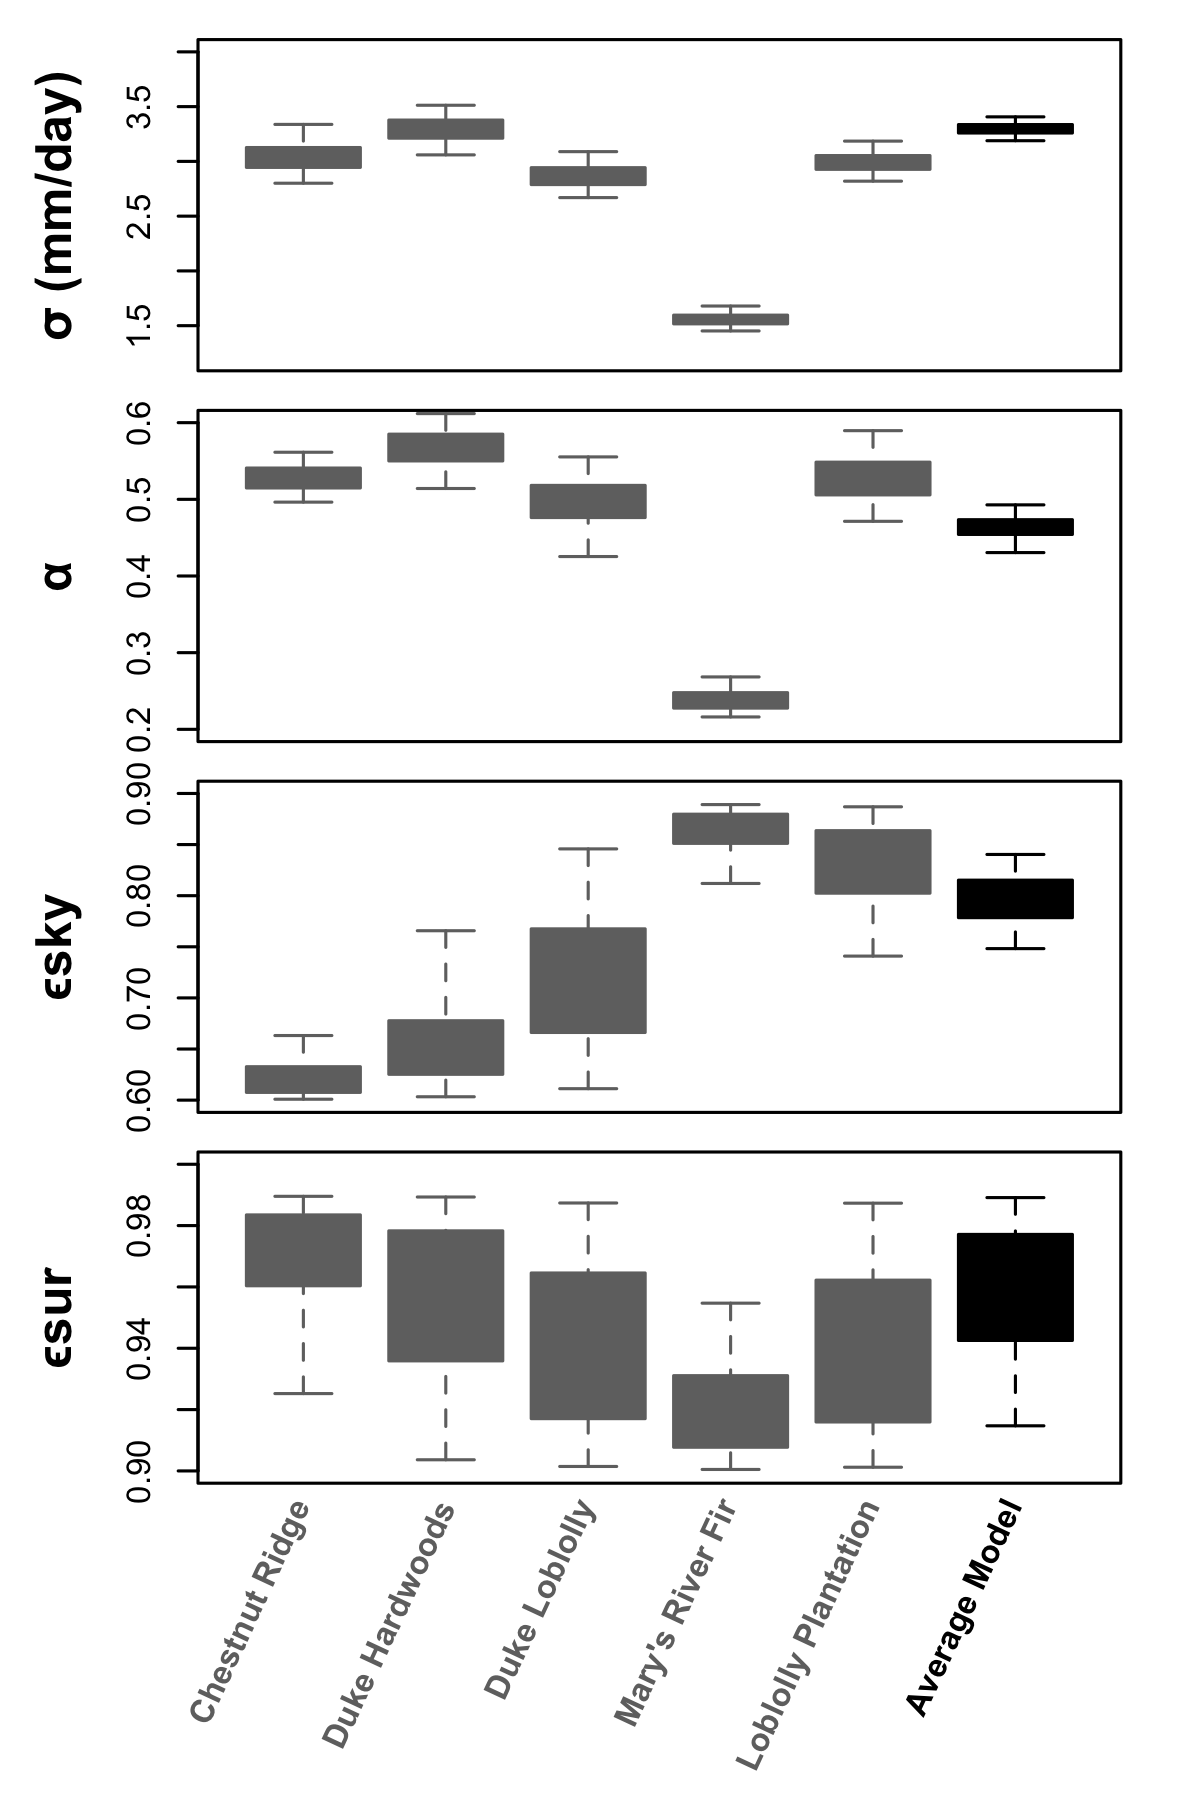 σ (mm/day)
3.5
2.5
1.5
α
0.6
0.5
0.4
0.3
0.2
ϵsky
0.90
0.80
0.70
0.60
ϵsur
0.98
0.94
0.90
Chestnut Ridge
Duke Hardwoods
Duke Loblolly
Mary's River Fir
Loblolly Plantation
Average Model